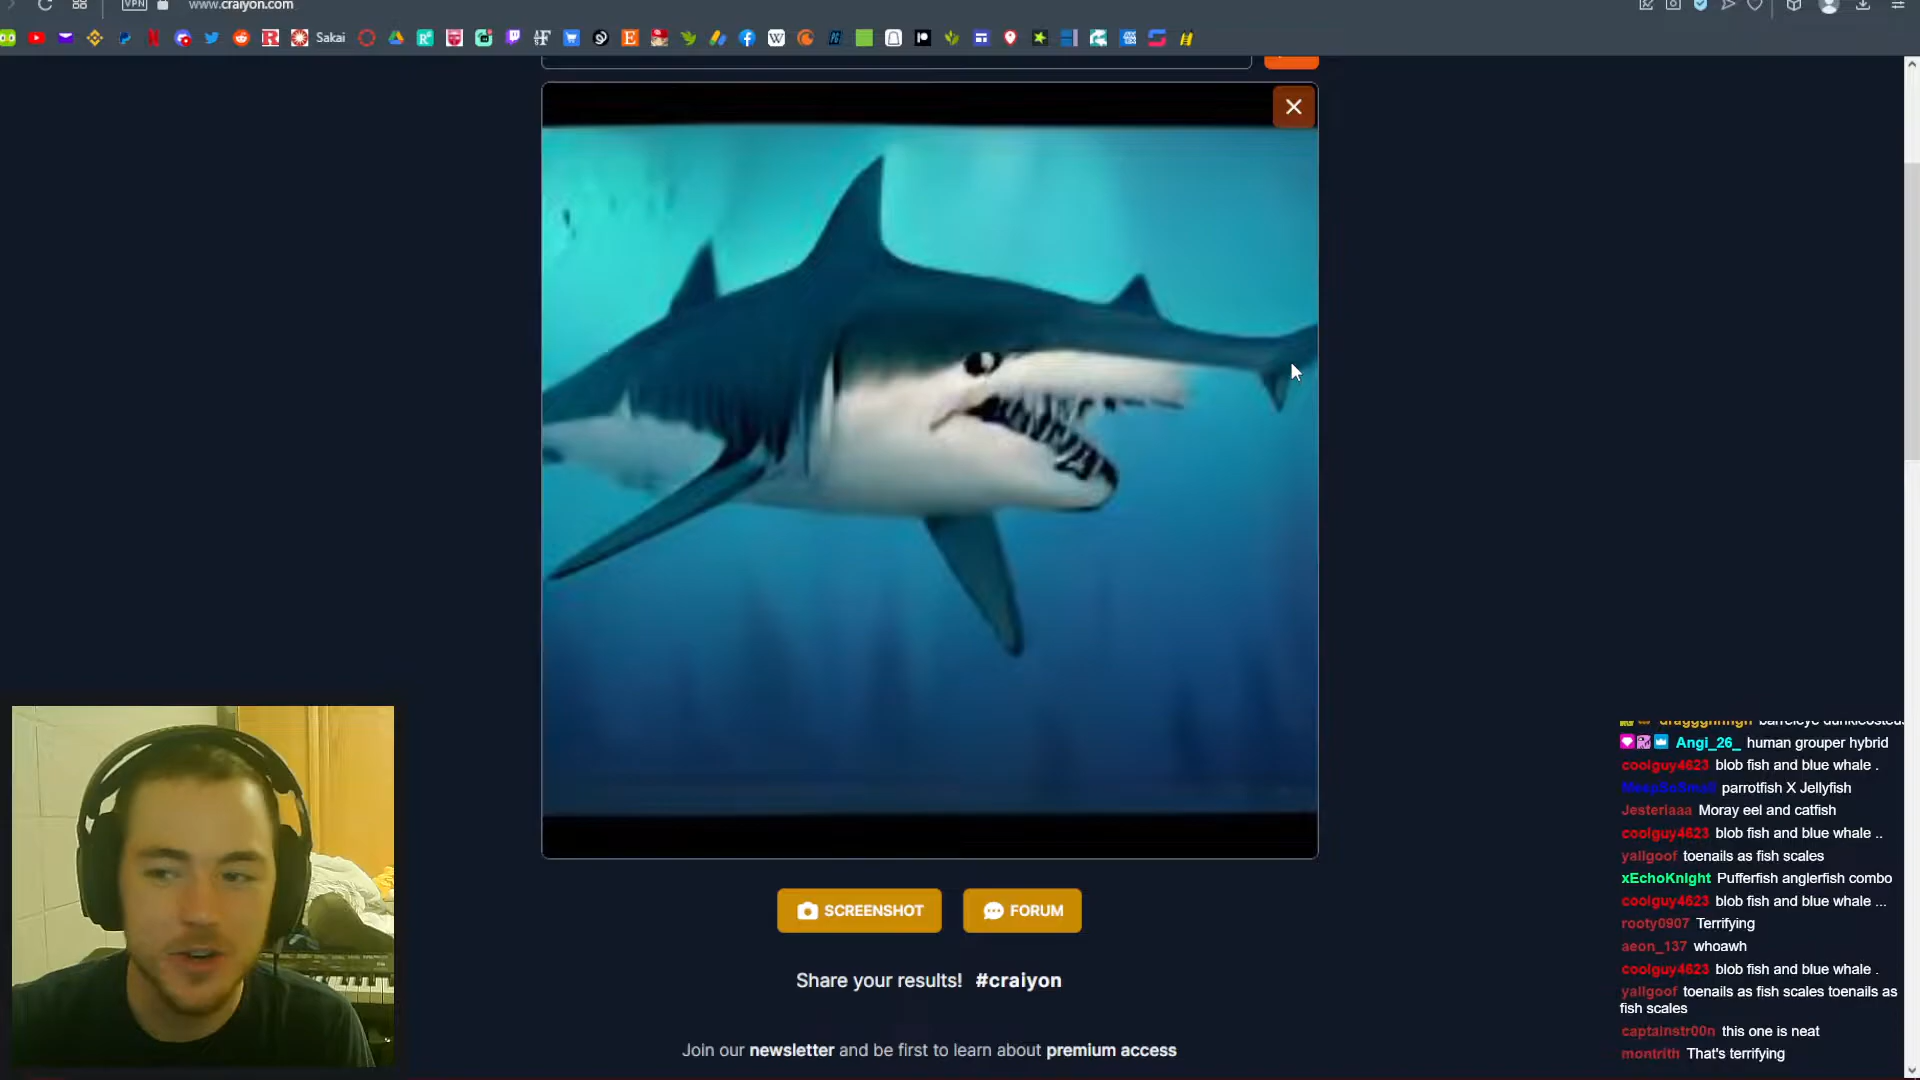 VPN
www.craiyon.com
Sakai
SCREENSHOT
FORUM
Share your results! #craiyon
Join our newsletter and be first to learn about premium access
Angi_26_ human grouper hybrid
coolguy4623 blob fish and blue whale .
MeepSoSmall parrotfish X Jellyfish
Jesteriaaa Moray eel and catfish
coolguy4623 blob fish and blue whale ..
yallgoof toenails as fish scales
xEchoKnight Pufferfish anglerfish combo
coolguy4623 blob fish and blue whale ...
rooty0907 Terrifying
aeon_137 whoawh
coolguy4623 blob fish and blue whale .
yallgoof toenails as fish scales toenails as
fish scales
captainstr00n this one is neat
montrith That's terrifying